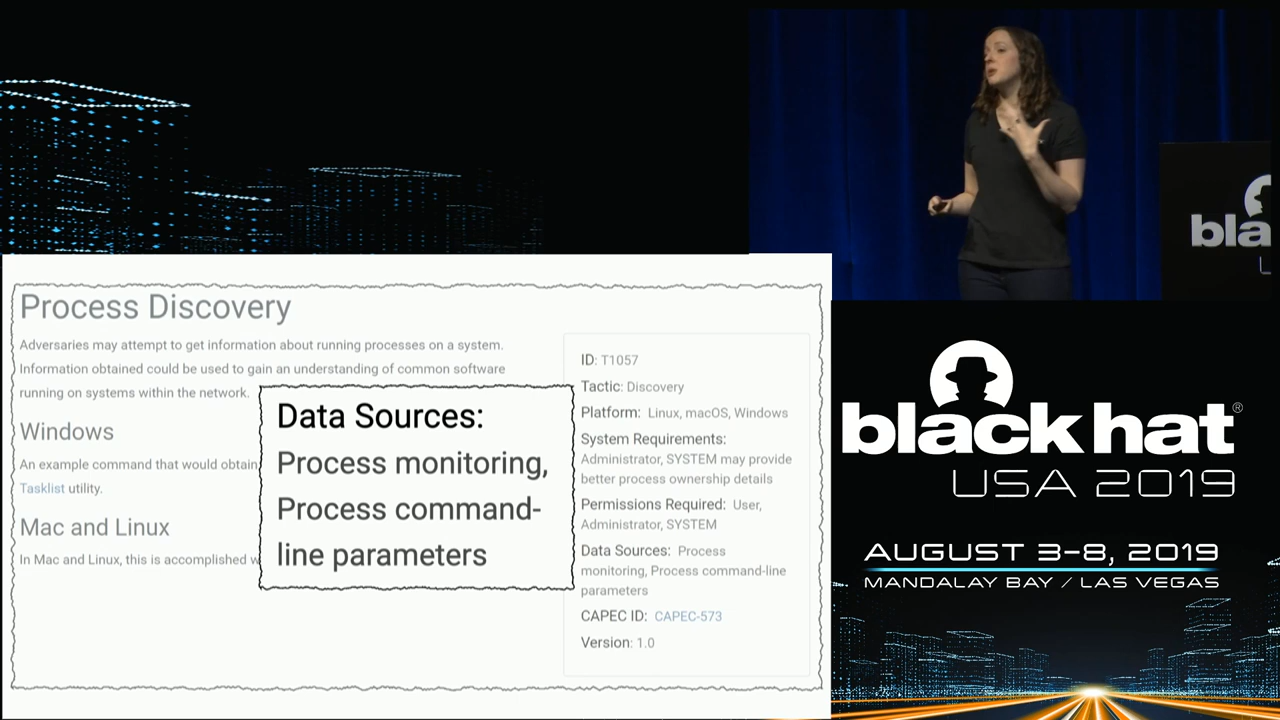 Process Discovery
Adversaries may attempt to get information about running processes on a system.
Information obtained could be used to gain an understanding of common software
running on systems within the network.
Windows
An example command that would obtain
Tasklist utility.
Mac and Linux
In Mac and Linux, this is accomplished w
Data Sources:
Process monitoring,
Process command-
line parameters
ID: T1057
Tactic: Discovery
Platform: Linux, macOS, Windows
System Requirements:
Administrator, SYSTEM may provide
better process ownership details
Permissions Required: User,
Administrator, SYSTEM
Data Sources: Process
monitoring, Process command-line
parameters
CAPEC ID: CAPEC-573
Version: 1.0
bla
U
black hat®
USA 2019
AUGUST 3-8, 2019
MANDALAY BAY / LAS VEGAS